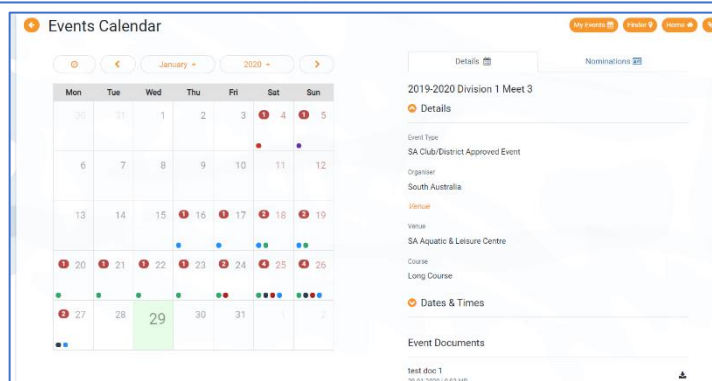 Events Calendar
My Events Finder Home
January 2020
Mon Tue Wed Thu Fri Sat Sun
30 31 1 2 3 1 4 1 5
6 7 8 9 10 11 12
13 14 15 1 16 1 17 2 18 2 19
1 20 1 21 1 22 1 23 2 24 4 25 4 26
2 27 28 29 30 31 1 2
Details Nominations
2019-2020 Division 1 Meet 3
Details
Event Type
SA Club/District Approved Event
Organiser
South Australia
Venue
Venue
SA Aquatic & Leisure Centre
Course
Long Course
Dates & Times
Event Documents
test doc 1